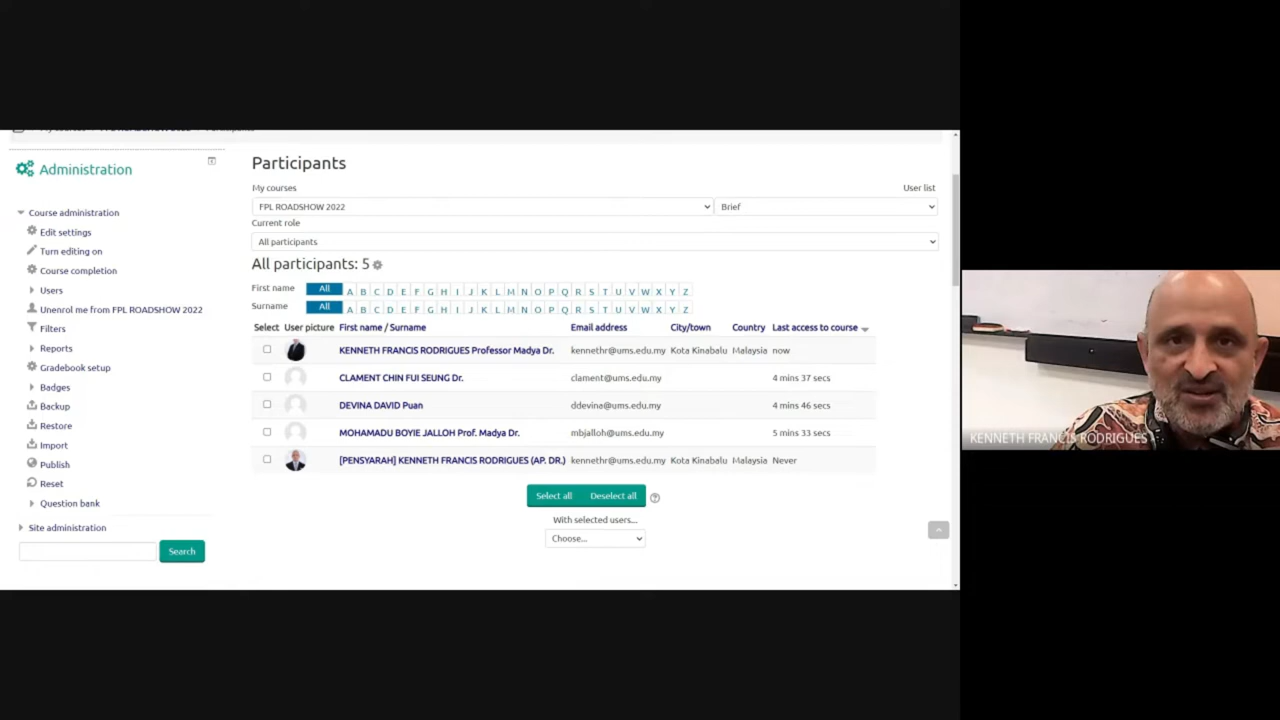 Administration
Course administration
Edit settings
Turn editing on
Course completion
Users
Unenrol me from FPL ROADSHOW 2022
Filters
Reports
Gradebook setup
Badges
Backup
Restore
Import
Publish
Reset
Question bank
Site administration
Search
Participants
My courses User list
FPL ROADSHOW 2022 Brief
Current role
All participants
All participants: 5
First name All A B C D E F G H I J K L M N O P Q R S T U V W X Y Z
Surname All A B C D E F G H I J K L M N O P Q R S T U V W X Y Z
Select User picture First name / Surname Email address City/town Country Last access to course
KENNETH FRANCIS RODRIGUES Professor Madya Dr. kennethr@ums.edu.my Kota Kinabalu Malaysia now
CLAMENT CHIN FUI SEUNG Dr. clament@ums.edu.my 4 mins 37 secs
DEVINA DAVID Puan ddevina@ums.edu.my 4 mins 46 secs
MOHAMADU BOYIE JALLOH Prof. Madya Dr. mbjalloh@ums.edu.my 5 mins 33 secs
[PENSYARAH] KENNETH FRANCIS RODRIGUES (AP. DR.) kennethr@ums.edu.my Kota Kinabalu Malaysia Never
Select all Deselect all
With selected users...
Choose...
KENNETH FRANCIS RODRIGUES